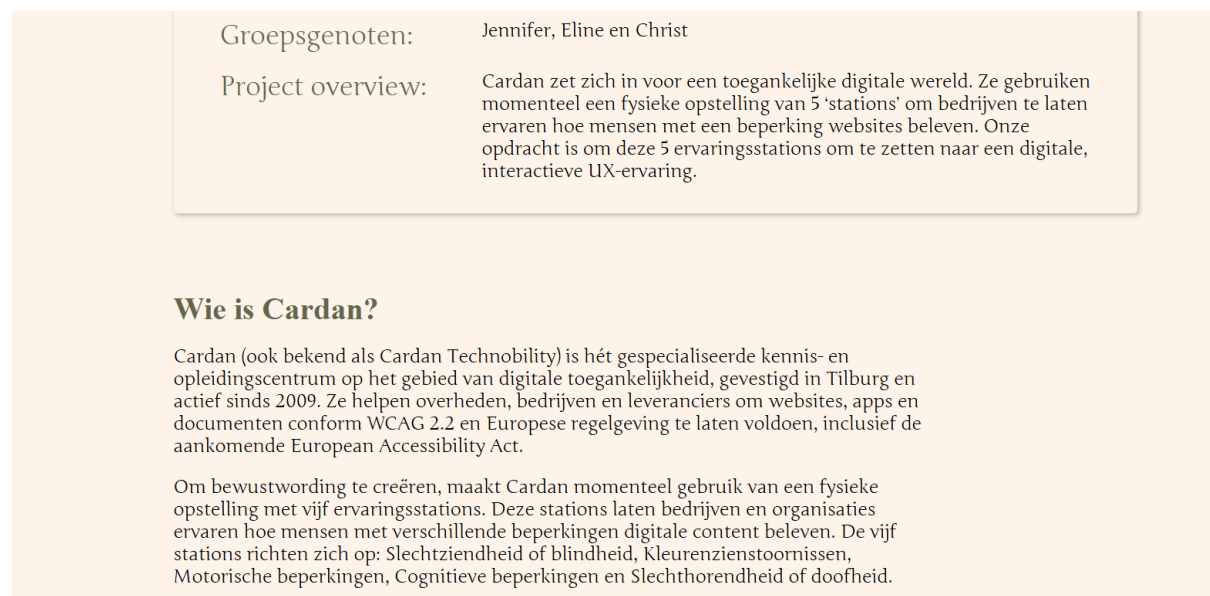 Groepsgenoten:
Jennifer, Eline en Christ
Project overview:
Cardan zet zich in voor een toegankelijke digitale wereld. Ze gebruiken
momenteel een fysieke opstelling van 5 ‘stations’ om bedrijven te laten
ervaren hoe mensen met een beperking websites beleven. Onze
opdracht is om deze 5 ervaringsstations om te zetten naar een digitale,
interactieve UX-ervaring.
Wie is Cardan?
Cardan (ook bekend als Cardan Technobility) is hét gespecialiseerde kennis- en
opleidingscentrum op het gebied van digitale toegankelijkheid, gevestigd in Tilburg en
actief sinds 2009. Ze helpen overheden, bedrijven en leveranciers om websites, apps en
documenten conform WCAG 2.2 en Europese regelgeving te laten voldoen, inclusief de
aankomende European Accessibility Act.
Om bewustwording te creëren, maakt Cardan momenteel gebruik van een fysieke
opstelling met vijf ervaringsstations. Deze stations laten bedrijven en organisaties
ervaren hoe mensen met verschillende beperkingen digitale content beleven. De vijf
stations richten zich op: Slechtziendheid of blindheid, Kleurenzienstoornissen,
Motorische beperkingen, Cognitieve beperkingen en Slechthorendheid of doofheid.